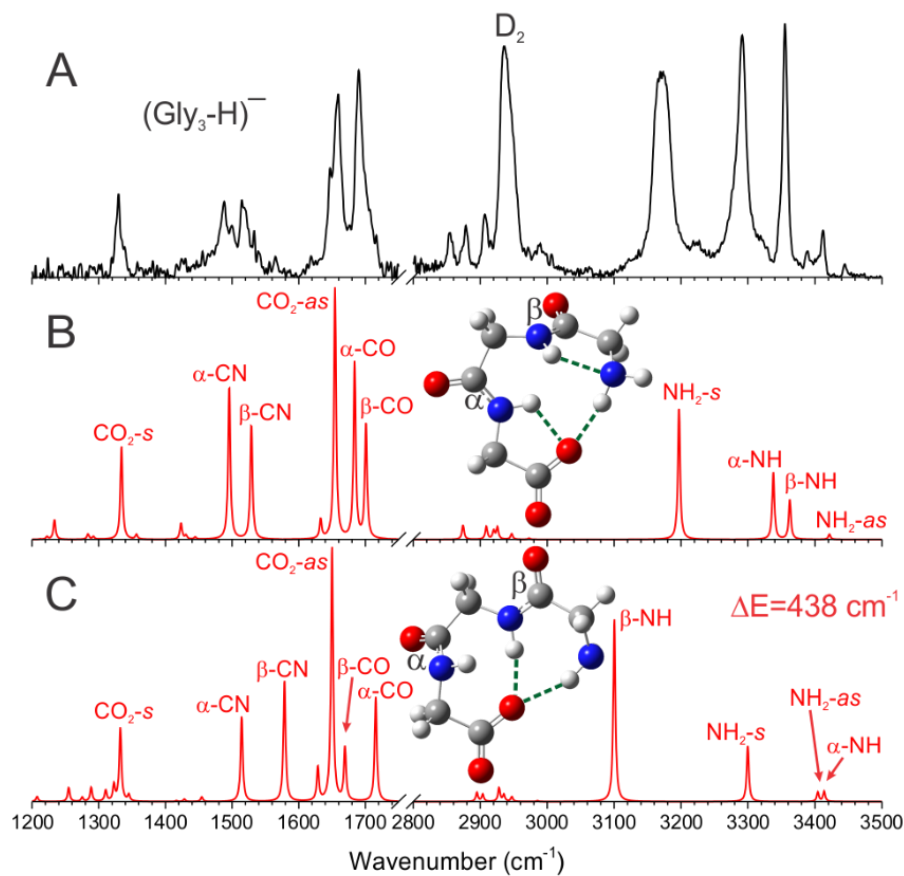 A
(Gly₃-H)⁻
D₂
B
CO₂-s
α-CN
β-CN
CO₂-as
α-CO
β-CO
β
α
NH₂-s
α-NH
β-NH
NH₂-as
C
CO₂-s
α-CN
β-CN
CO₂-as
β-CO
α-CO
β
α
ΔE=438 cm⁻¹
β-NH
NH₂-s
NH₂-as
α-NH
1200 1300 1400 1500 1600 1700 2800 2900 3000 3100 3200 3300 3400 3500
Wavenumber (cm⁻¹)